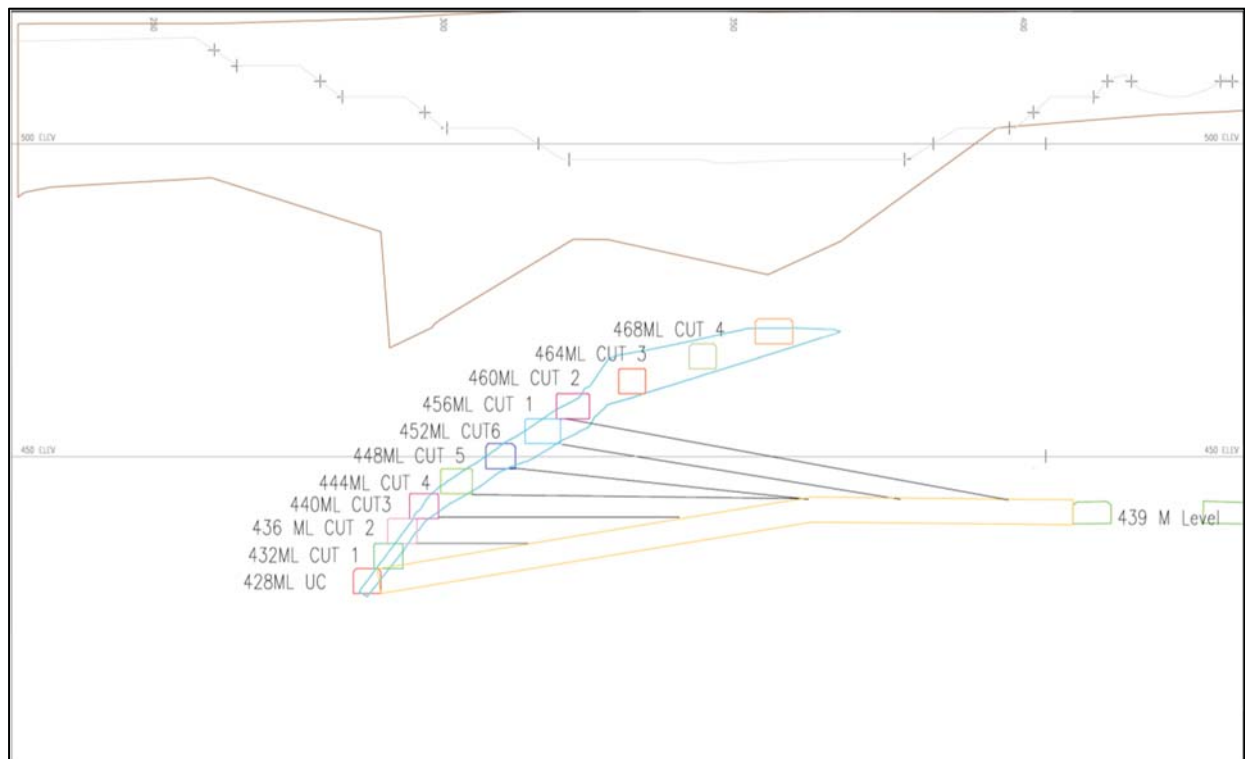 250 300 350 400
500 ELEV 500 ELEV
468ML CUT 4
464ML CUT 3
460ML CUT 2
456ML CUT 1
452ML CUT6
450 ELEV 450 ELEV
448ML CUT 5
444ML CUT 4
440ML CUT3
439 M Level
436 ML CUT 2
432ML CUT 1
428ML UC